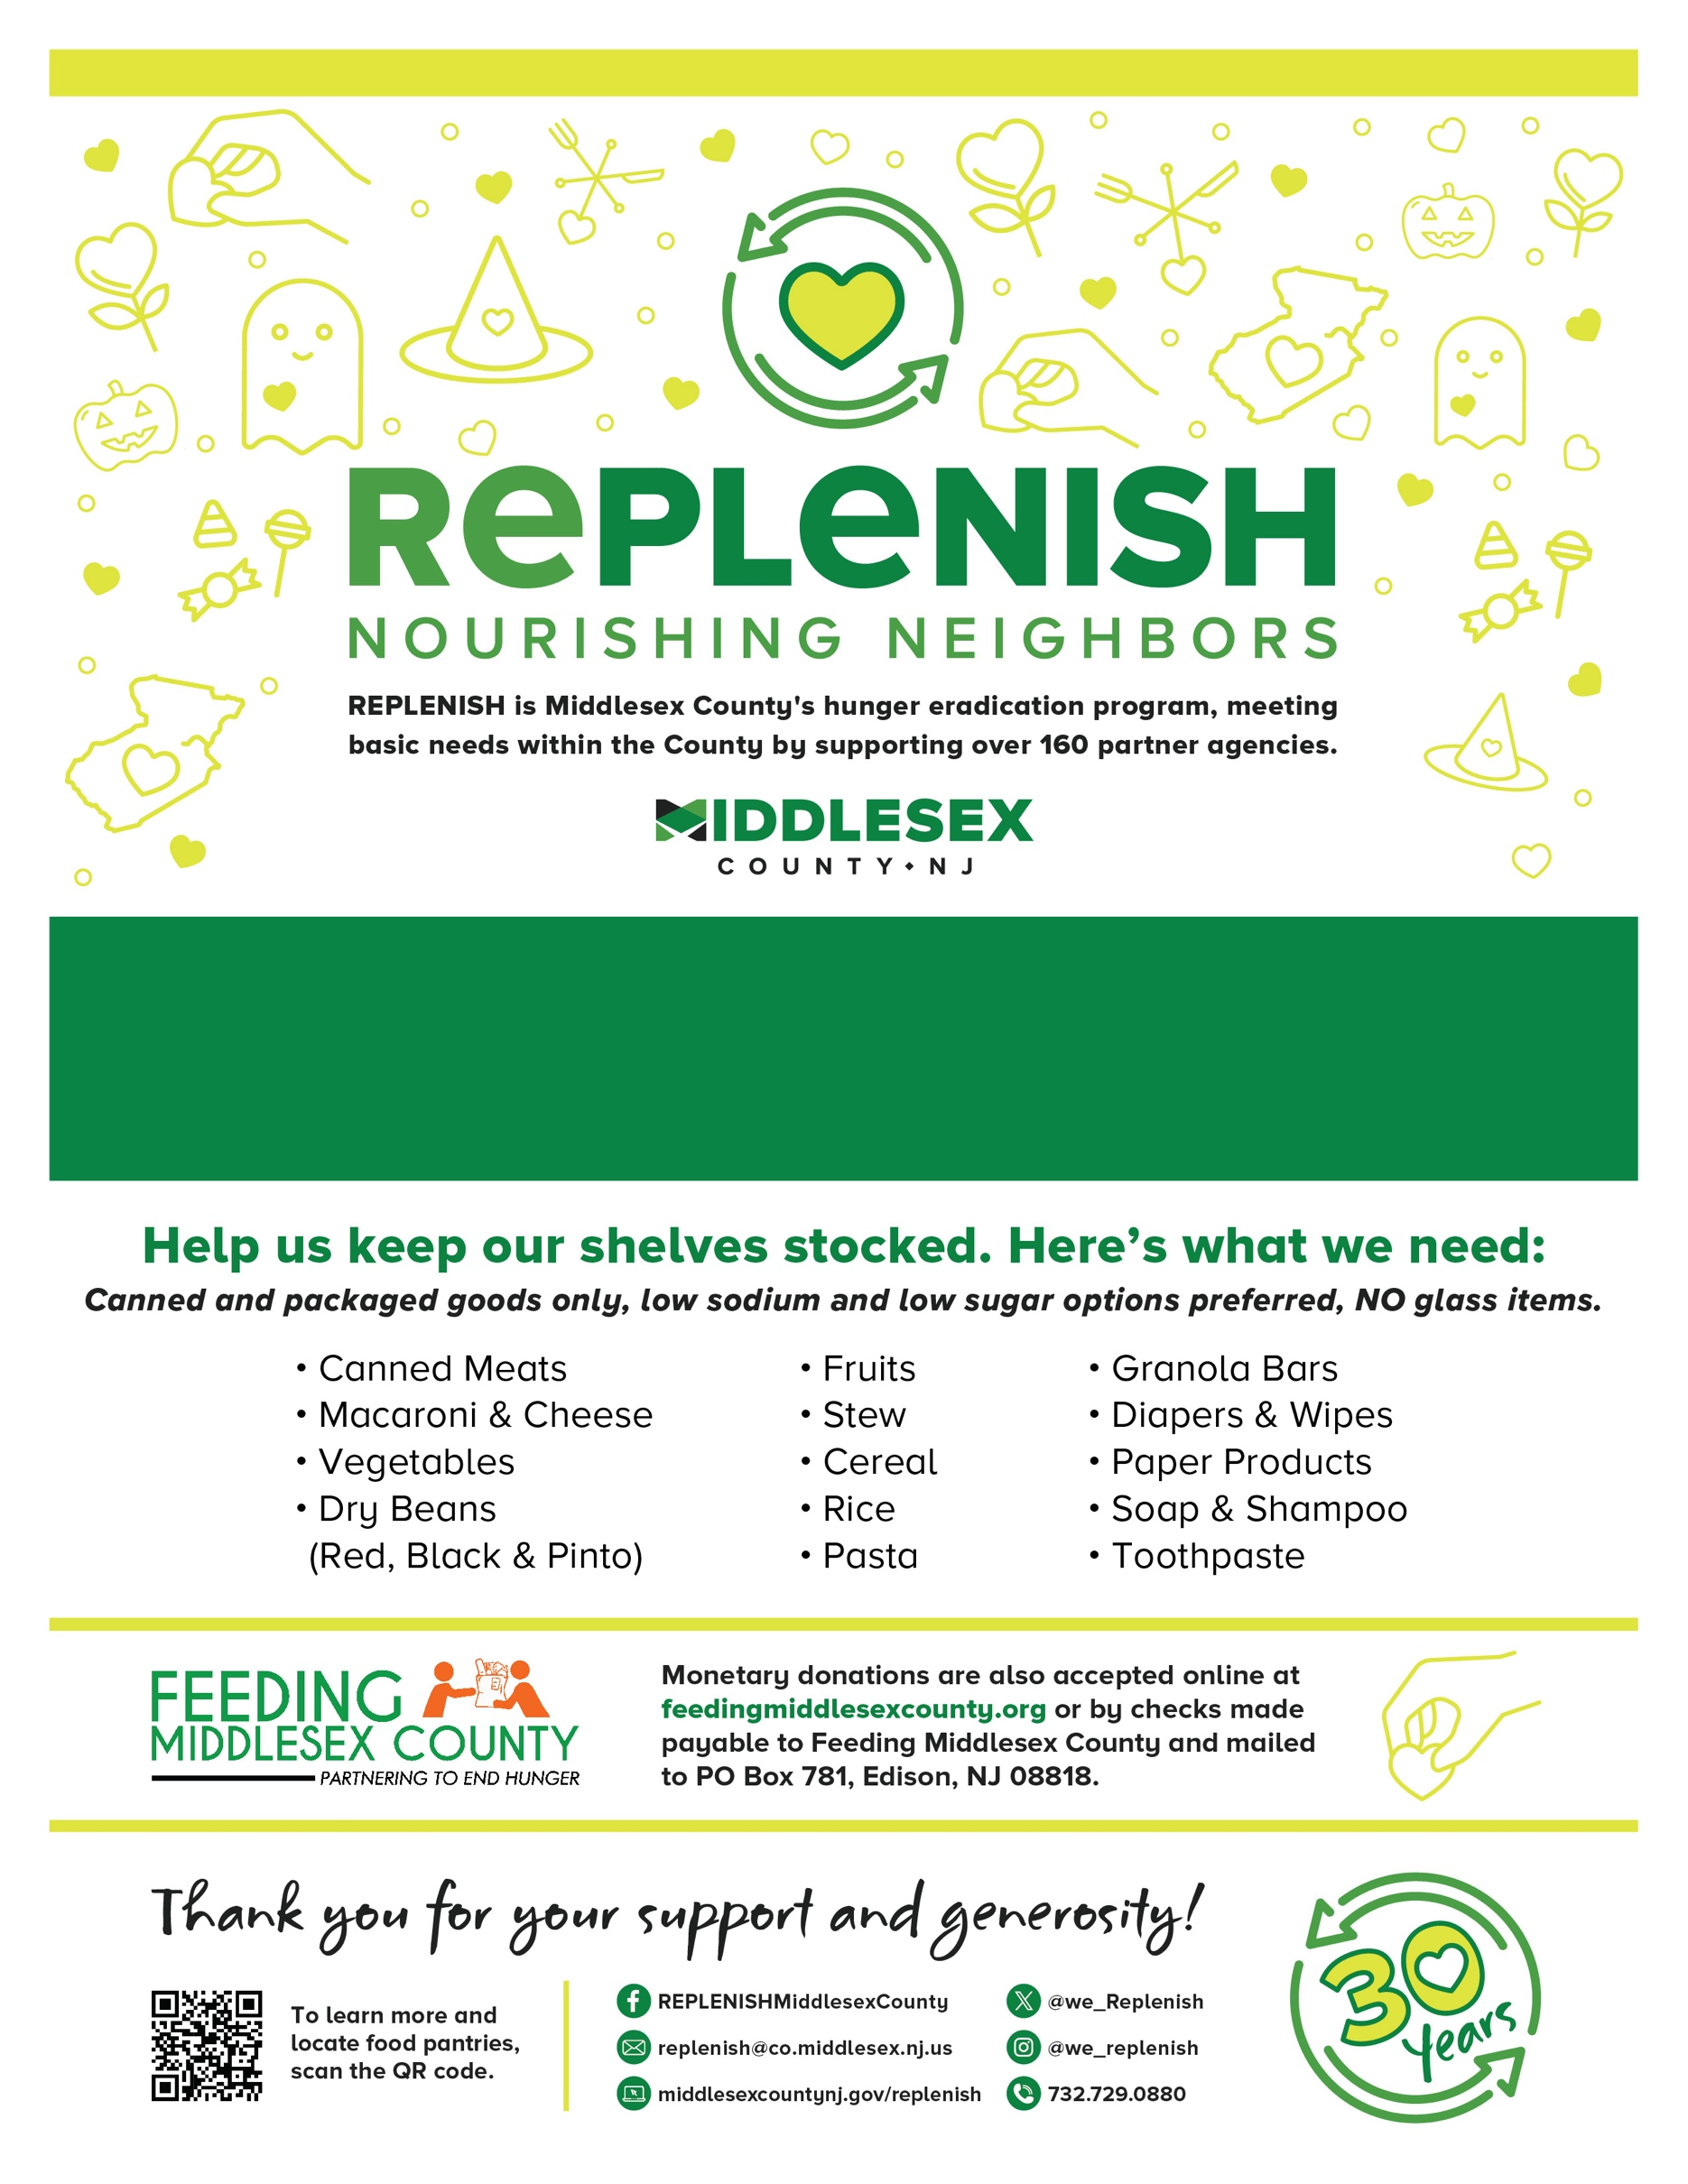 RePLeNISH
NOURISHING NEIGHBORS
REPLENISH is Middlesex County's hunger eradication program, meeting
basic needs within the County by supporting over 160 partner agencies.
MIDDLESEX
COUNTY • NJ
Help us keep our shelves stocked. Here's what we need:
Canned and packaged goods only, low sodium and low sugar options preferred, NO glass items.
• Canned Meats
• Macaroni & Cheese
• Vegetables
• Dry Beans
(Red, Black & Pinto)
• Fruits
• Stew
• Cereal
• Rice
• Pasta
• Granola Bars
• Diapers & Wipes
• Paper Products
• Soap & Shampoo
• Toothpaste
FEEDING
MIDDLESEX COUNTY
PARTNERING TO END HUNGER
Monetary donations are also accepted online at
feedingmiddlesexcounty.org or by checks made
payable to Feeding Middlesex County and mailed
to PO Box 781, Edison, NJ 08818.
Thank you for your support and generosity!
To learn more and
locate food pantries,
scan the QR code.
REPLENISHMiddlesexCounty
replenish@co.middlesex.nj.us
middlesexcountynj.gov/replenish
@we_Replenish
@we_replenish
732.729.0880
30
years